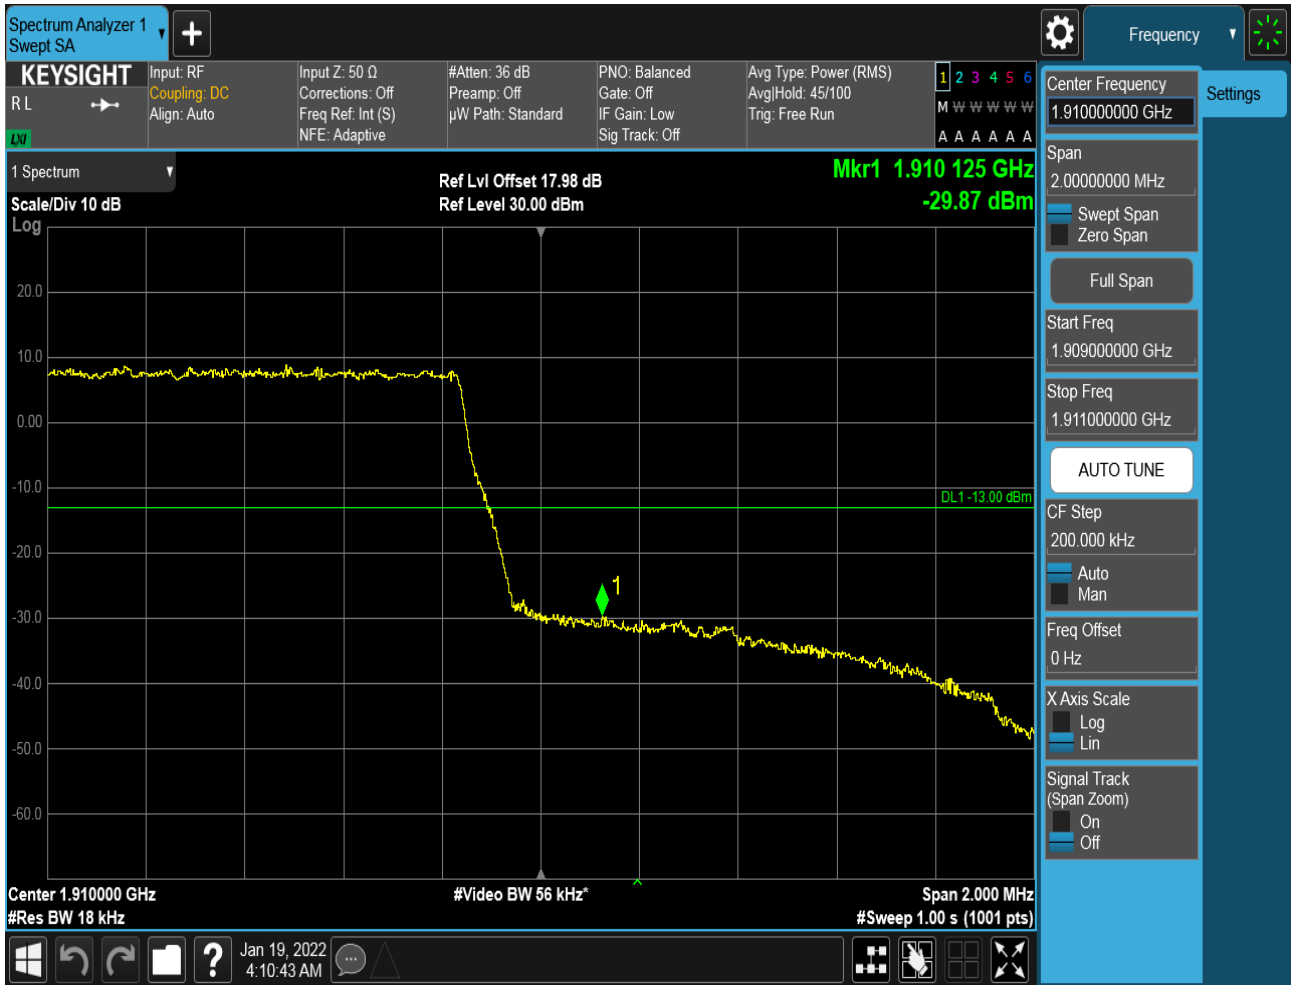 Spectrum Analyzer 1
Swept SA
Frequency
KEYSIGHT
R L
LXI
Input: RF
Coupling: DC
Align: Auto
Input Z: 50 Ω
Corrections: Off
Freq Ref: Int (S)
NFE: Adaptive
#Atten: 36 dB
Preamp: Off
µW Path: Standard
PNO: Balanced
Gate: Off
IF Gain: Low
Sig Track: Off
Avg Type: Power (RMS)
Avg|Hold: 45/100
Trig: Free Run
1 2 3 4 5 6
M W W W W W
A A A A A A
1 Spectrum
Scale/Div 10 dB
Log
Ref Lvl Offset 17.98 dB
Ref Level 30.00 dBm
Mkr1 1.910 125 GHz
-29.87 dBm
20.0
10.0
0.00
-10.0
-20.0
-30.0
-40.0
-50.0
-60.0
DL1 -13.00 dBm
1
Center 1.910000 GHz
#Res BW 18 kHz
#Video BW 56 kHz*
Span 2.000 MHz
#Sweep 1.00 s (1001 pts)
Jan 19, 2022
4:10:43 AM
Center Frequency
1.910000000 GHz
Settings
Span
2.00000000 MHz
Swept Span
Zero Span
Full Span
Start Freq
1.909000000 GHz
Stop Freq
1.911000000 GHz
AUTO TUNE
CF Step
200.000 kHz
Auto
Man
Freq Offset
0 Hz
X Axis Scale
Log
Lin
Signal Track
(Span Zoom)
On
Off